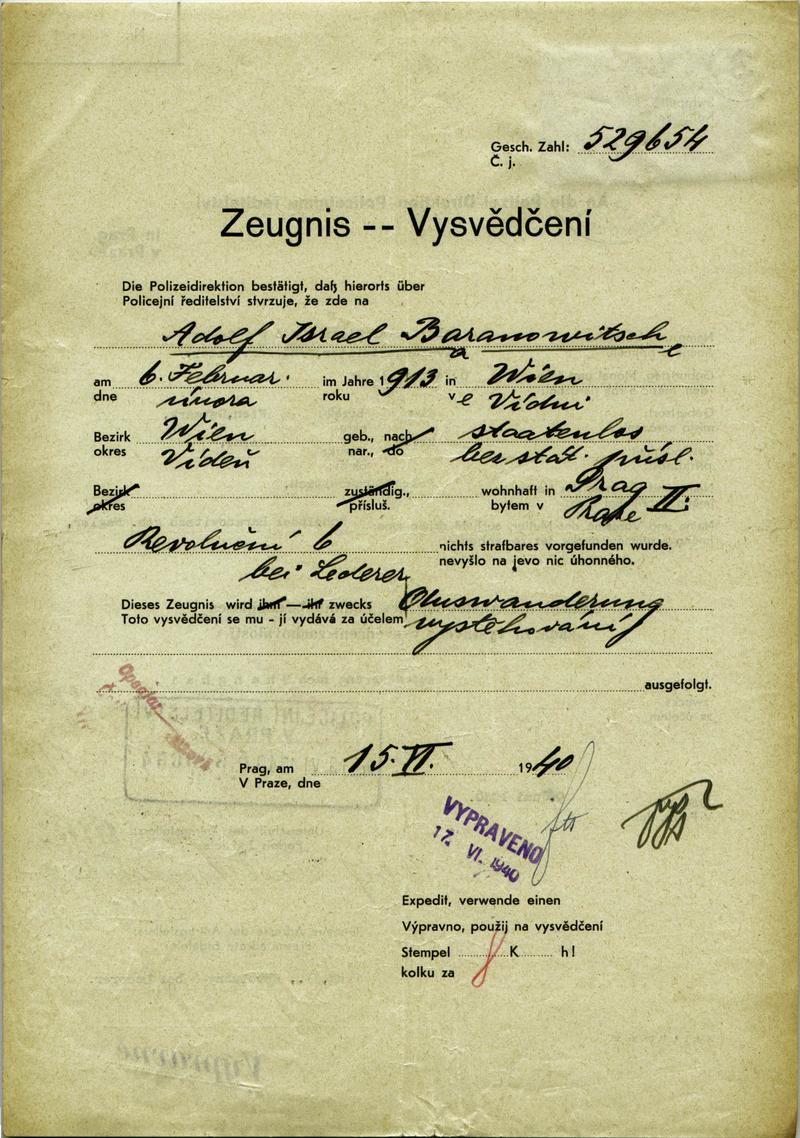 Gesch. Zahl: 529654
Č. j.
Zeugnis -- Vysvědčení
Die Polizeidirektion bestätigt, daß hierorts über
Policejní ředitelství stvrzuje, že zde na
Adolf Israel Baranowitsch
a e
am 6. Februar. im Jahre 1913 in Wien
dne února roku ve Vídni
Bezirk Wien geb., nach staatenlos
okres Vídeň nar., do bez stát. přísl.
Bezirk zuständig., wohnhaft in Prag II:
okres přísluš. bytem v Praze
Revoluční 6 nichts strafbares vorgefunden wurde.
nevyšlo na jevo nic úhonného.
bei Lederer
Dieses Zeugnis wird ihm — ihr zwecks Auswanderung
Toto vysvědčení se mu - jí vydává za účelem vystěhování
ausgefolgt.
Prag, am 15. VI. 1940
V Praze, dne
VYPRAVENO
17. VI. 1940
Expedit, verwende einen
Výpravno, použij na vysvědčení
Stempel K h!
kolku za